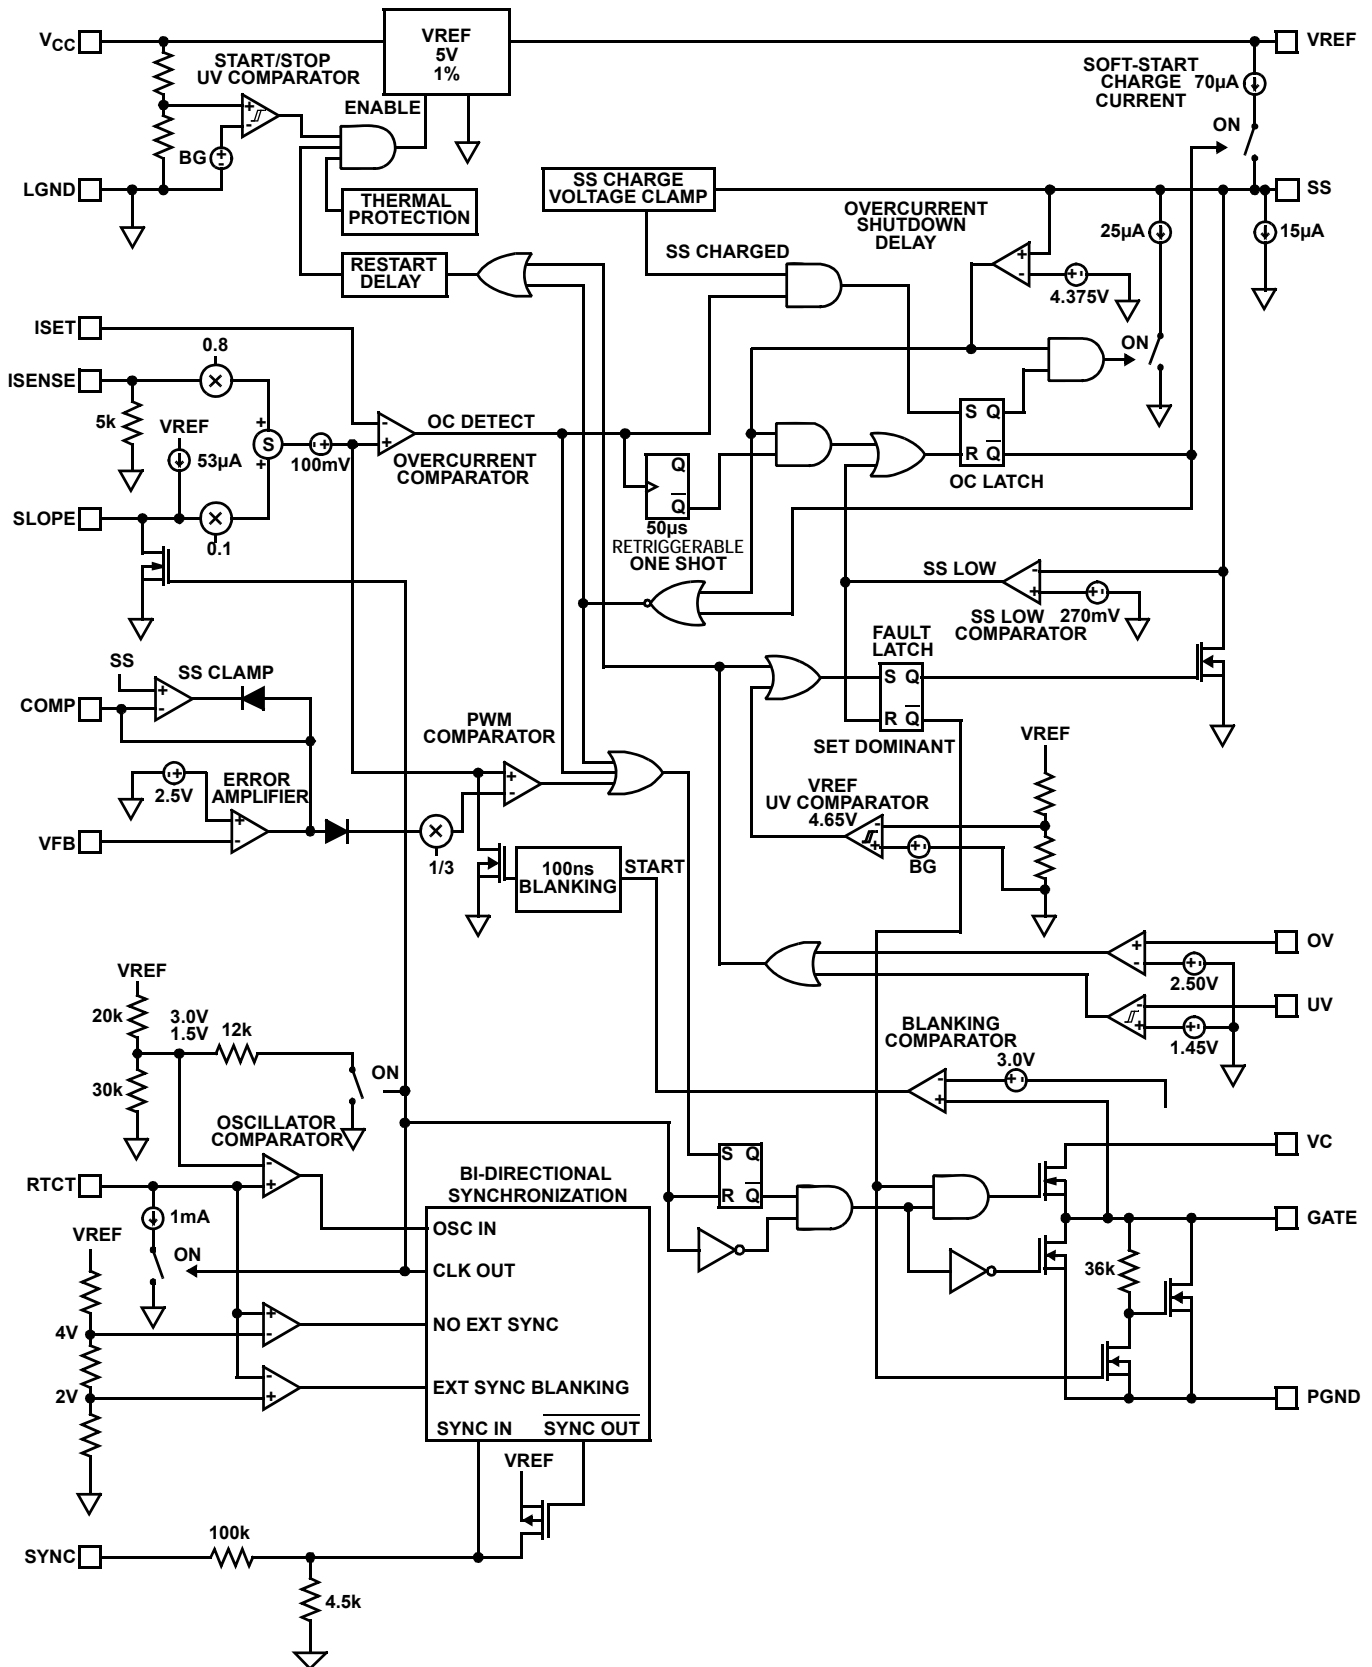 VCC
VREF
5V
1%
VREF
START/STOP
UV COMPARATOR
ENABLE
BG
LGND
THERMAL
PROTECTION
RESTART
DELAY
SOFT-START
CHARGE
CURRENT
70µA
ON
SS CHARGE
VOLTAGE CLAMP
SS
OVERCURRENT
SHUTDOWN
DELAY
25µA
15µA
SS CHARGED
+
-
4.375V
ON
ISET
0.8
ISENSE
5k
VREF
53µA
+
S
+
100mV
-
+
OC DETECT
OVERCURRENT
COMPARATOR
SLOPE
0.1
Q
Q
50µs
RETRIGGERABLE
ONE SHOT
S Q
R Q
OC LATCH
SS LOW
-
+
SS LOW
COMPARATOR
270mV
FAULT
LATCH
S Q
R Q
SET DOMINANT
SS
SS CLAMP
+
-
COMP
PWM
COMPARATOR
+
-
2.5V
ERROR
AMPLIFIER
+
-
VFB
1/3
100ns
BLANKING
START
VREF
VREF
UV COMPARATOR
4.65V
-
+
BG
OV
+
-
2.50V
UV
-
+
1.45V
VREF
20k
3.0V
1.5V
12k
30k
ON
BLANKING
COMPARATOR
3.0V
-
+
OSCILLATOR
COMPARATOR
-
+
RTCT
1mA
VREF
ON
BI-DIRECTIONAL
SYNCHRONIZATION
OSC IN
CLK OUT
NO EXT SYNC
EXT SYNC BLANKING
SYNC IN
SYNC OUT
4V
+
-
2V
-
+
S Q
R Q
VC
GATE
36k
PGND
VREF
SYNC
100k
4.5k